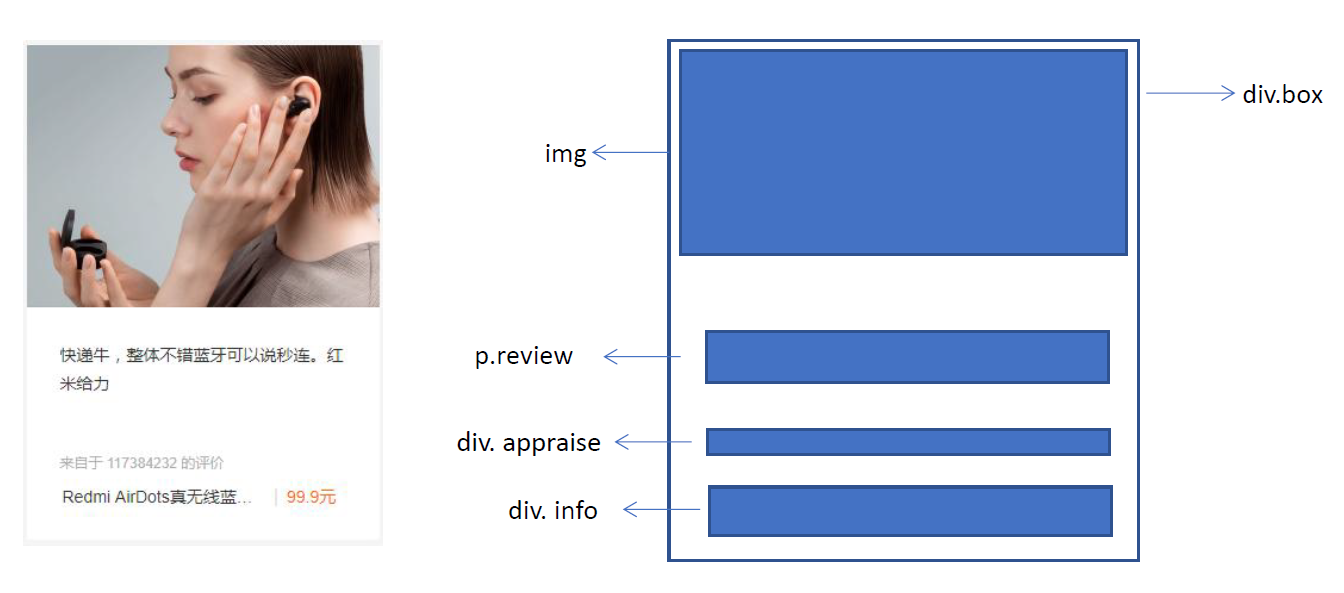 快递牛，整体不错蓝牙可以说秒连。红
米给力
来自于 117384232 的评价
Redmi AirDots真无线蓝... | 99.9元
div.box
img
p.review
div. appraise
div. info